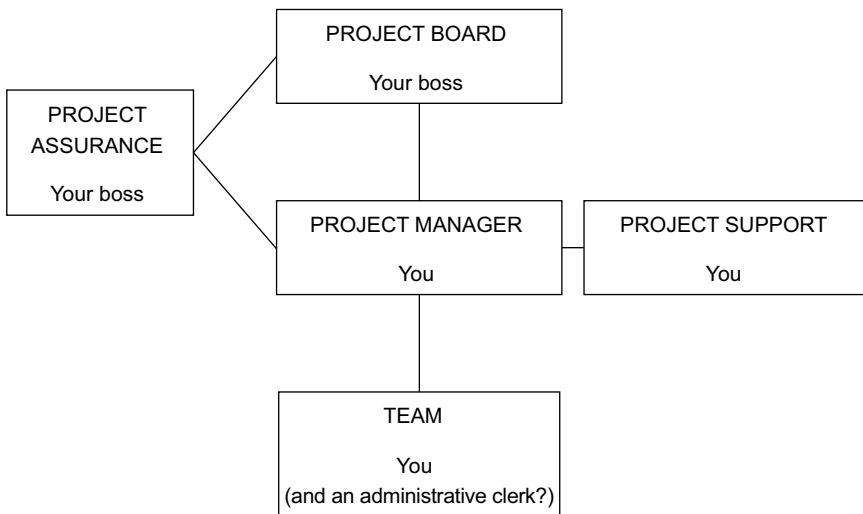 PROJECT BOARD
Your boss
PROJECT
ASSURANCE
Your boss
PROJECT MANAGER
You
PROJECT SUPPORT
You
TEAM
You
(and an administrative clerk?)